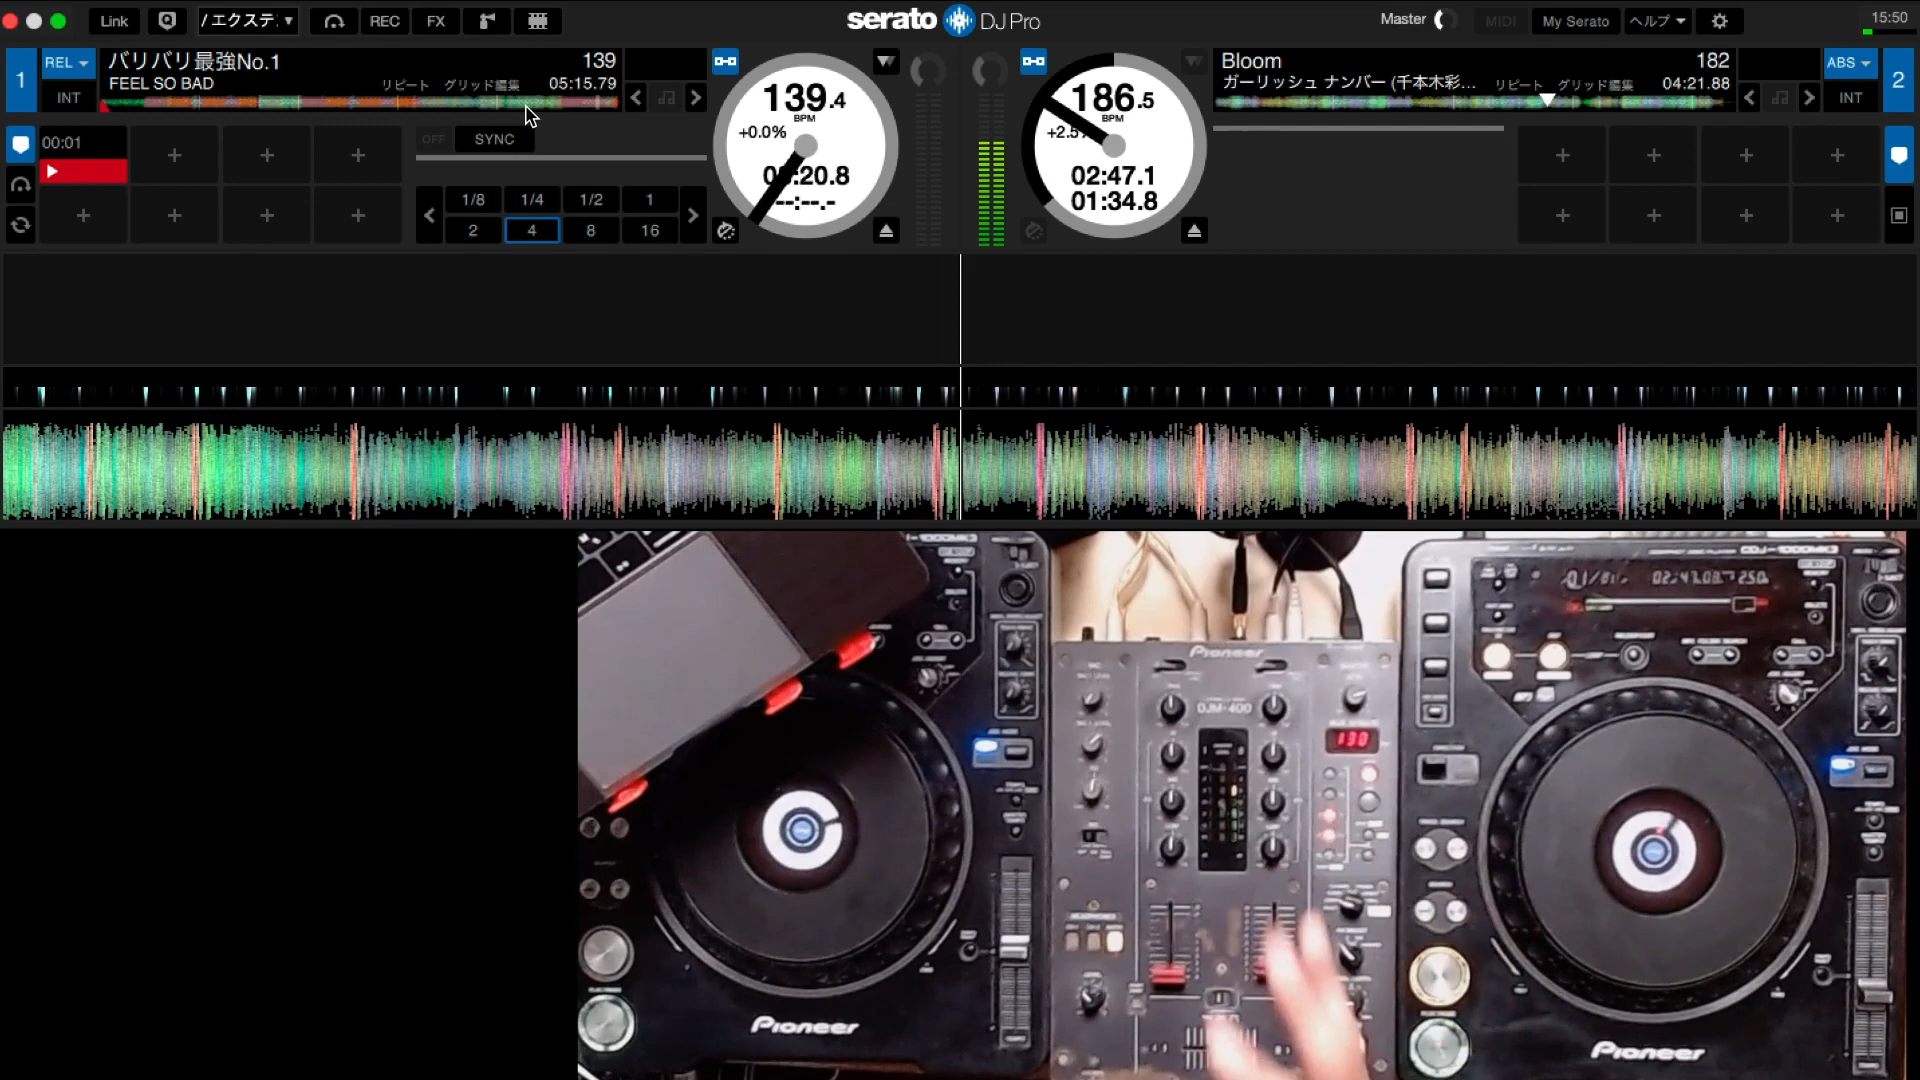 Link
/ エクステ:
REC
FX
serato DJ Pro
Master
MIDI
My Serato
ヘルプ
15:50
1
REL
INT
バリバリ最強No.1
139
FEEL SO BAD
リピート
グリッド編集
05:15.79
139.4
BPM
+0.0%
:20.8
--:--.-
186.5
BPM
+2.5
02:47.1
01:34.8
Bloom
182
ガーリッシュ ナンバー (千本木彩...
リピート
グリッド編集
04:21.88
ABS
INT
2
00:01
OFF
SYNC
1/8
1/4
1/2
1
2
4
8
16
Pioneer
DJM-400
130
Pioneer
Pioneer